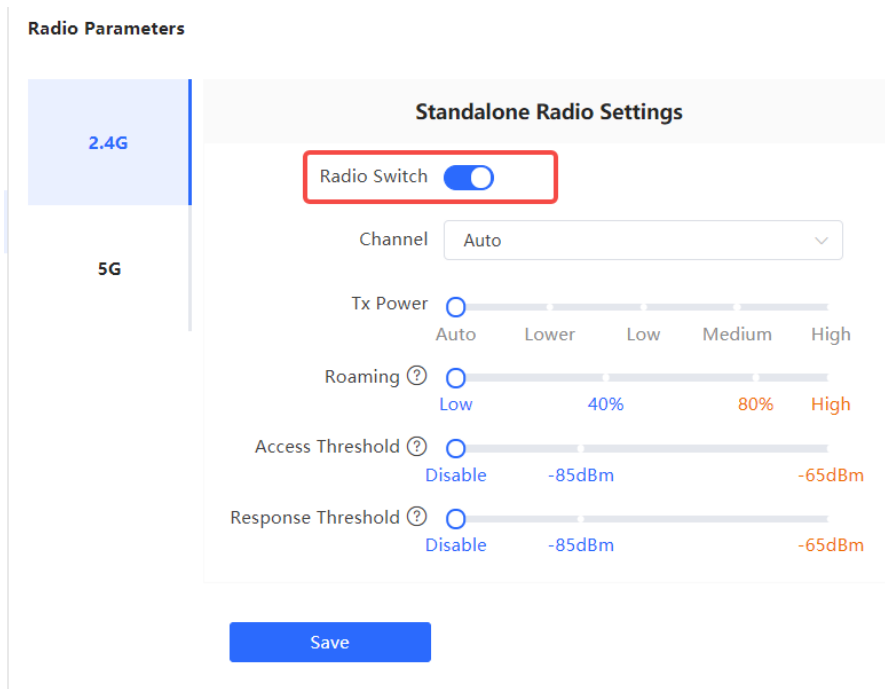 Radio Parameters
2.4G
5G
Standalone Radio Settings
Radio Switch
Channel Auto
Tx Power
Auto Lower Low Medium High
Roaming ?
Low 40% 80% High
Access Threshold ?
Disable -85dBm -65dBm
Response Threshold ?
Disable -85dBm -65dBm
Save